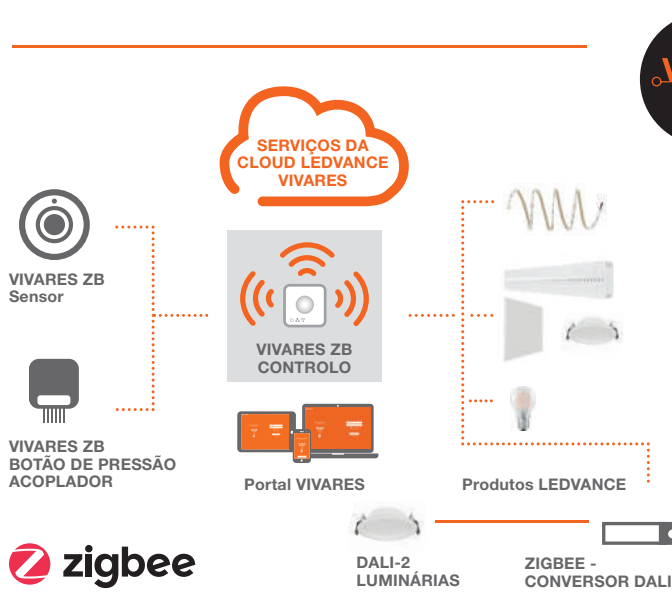 SERVIÇOS DA
CLOUD LEDVANCE
VIVARES
VIVARES ZB
Sensor
VIVARES ZB
CONTROLO
VIVARES ZB
BOTÃO DE PRESSÃO
ACOPLADOR
Portal VIVARES
Produtos LEDVANCE
zigbee
DALI-2
LUMINÁRIAS
ZIGBEE -
CONVERSOR DALI